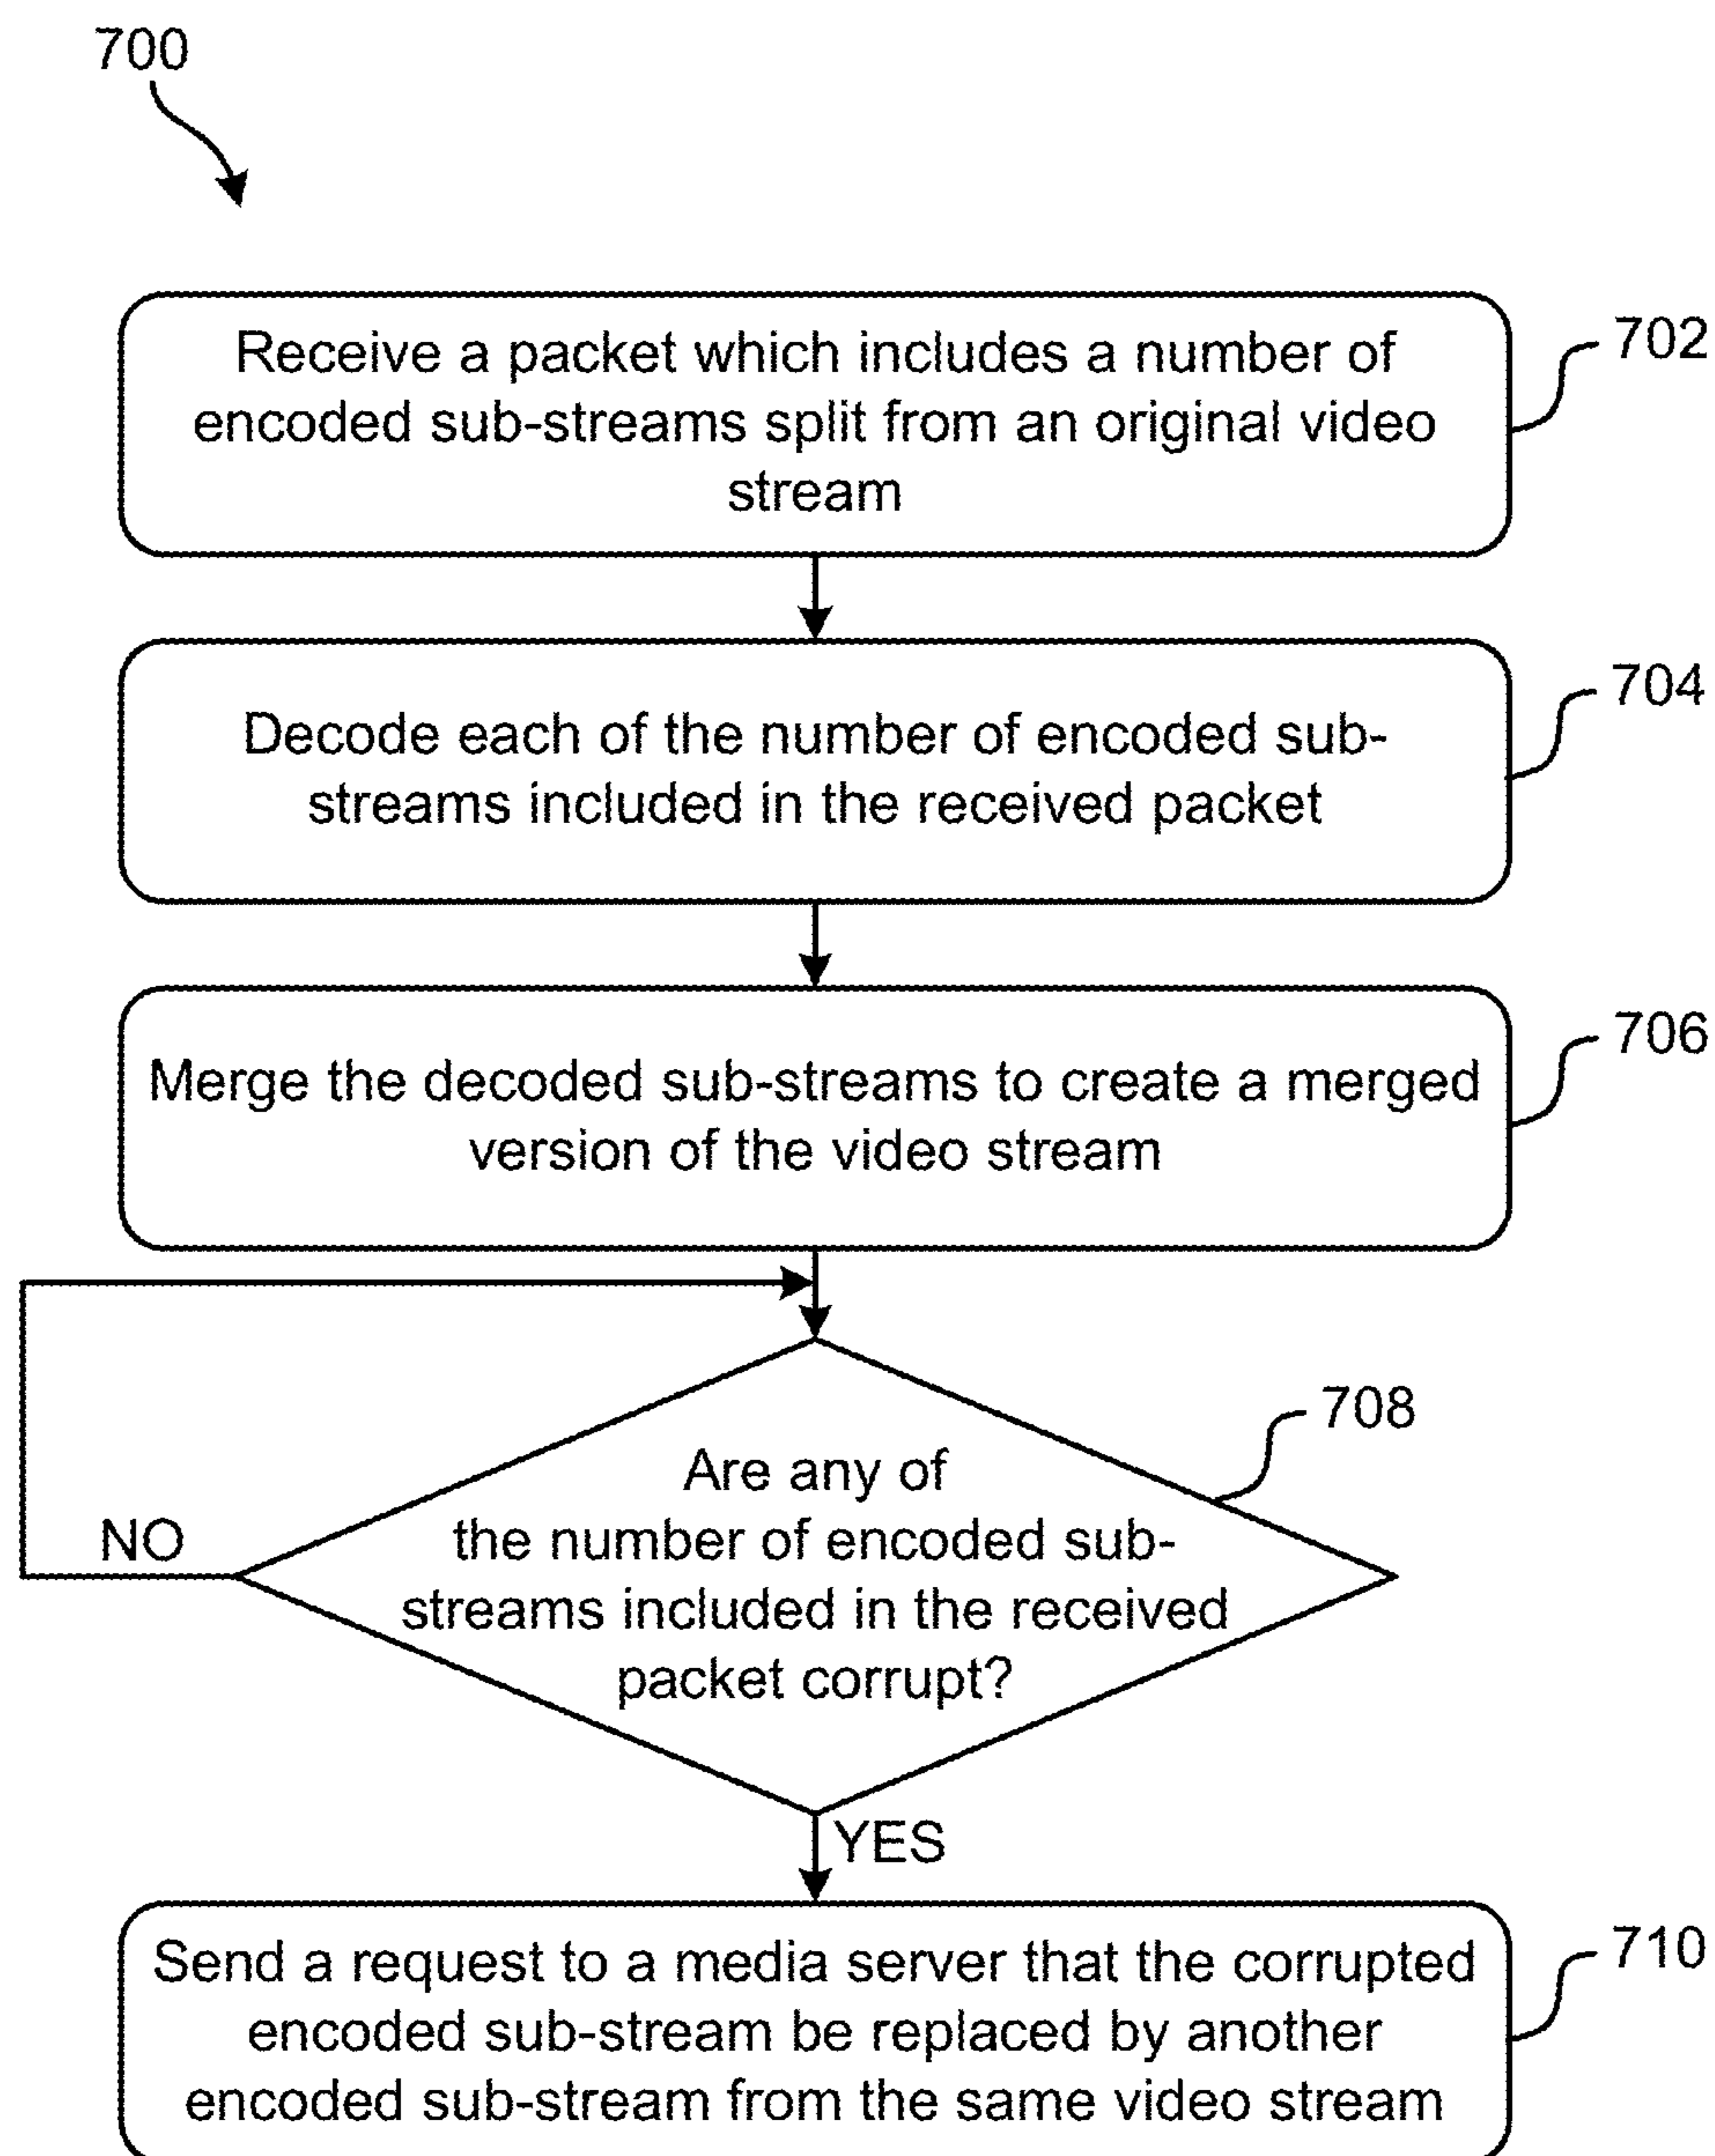 700
Receive a packet which includes a number of
encoded sub-streams split from an original video
stream
702
Decode each of the number of encoded sub-
streams included in the received packet
704
Merge the decoded sub-streams to create a merged
version of the video stream
706
Are any of
the number of encoded sub-
streams included in the received
packet corrupt?
708
NO
YES
Send a request to a media server that the corrupted
encoded sub-stream be replaced by another
encoded sub-stream from the same video stream
710